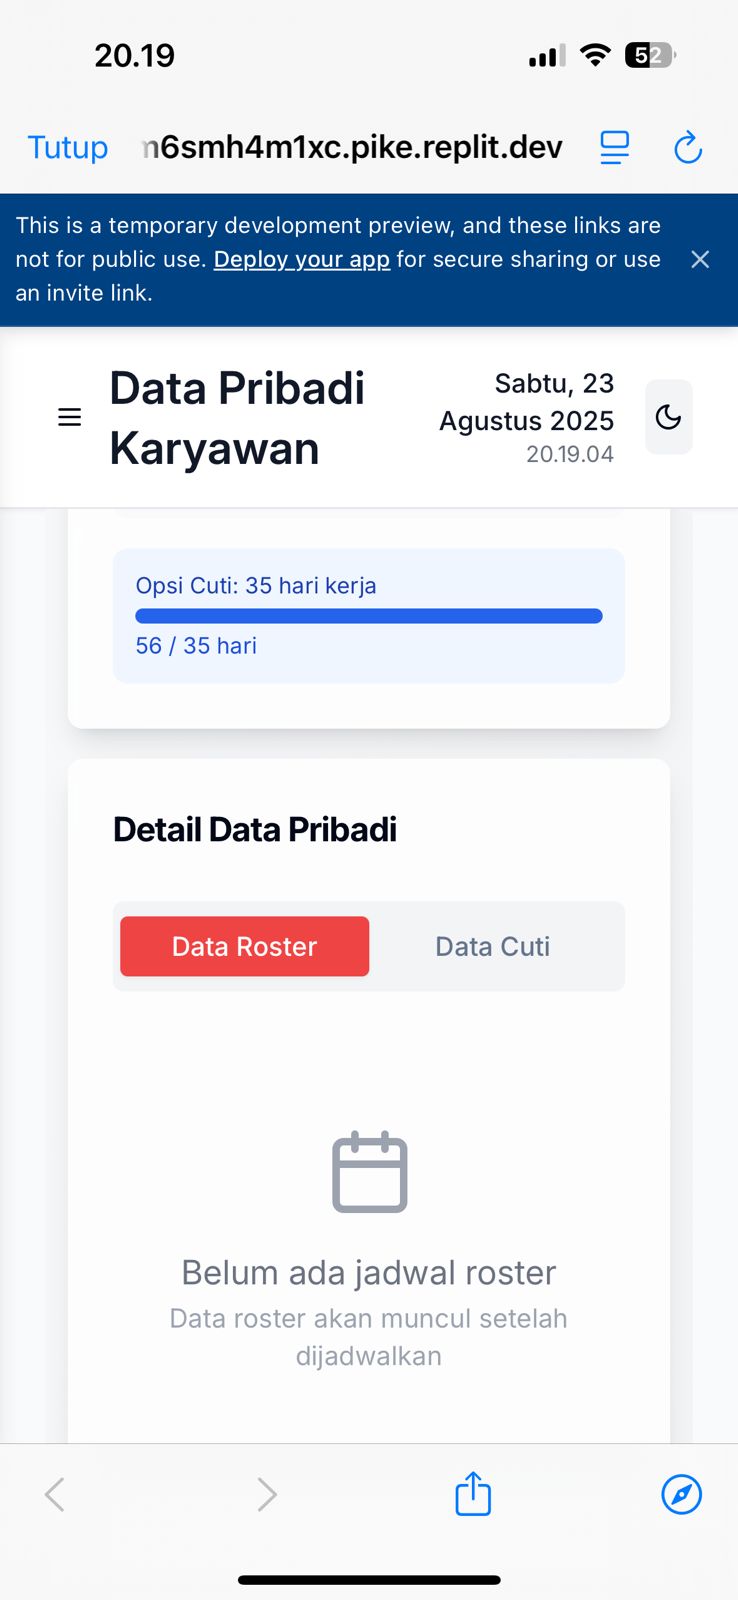 20.19
52
Tutup
n6smh4m1xc.pike.replit.dev
This is a temporary development preview, and these links are
not for public use. Deploy your app for secure sharing or use
an invite link.
Data Pribadi
Karyawan
Sabtu, 23
Agustus 2025
20.19.04
Opsi Cuti: 35 hari kerja
56 / 35 hari
Detail Data Pribadi
Data Roster
Data Cuti
Belum ada jadwal roster
Data roster akan muncul setelah
dijadwalkan